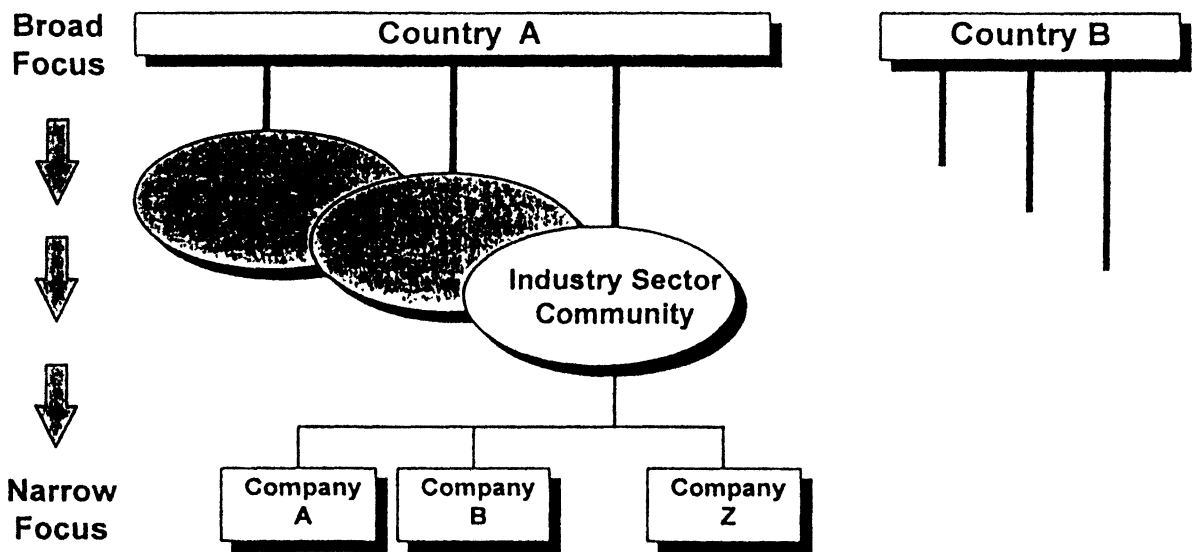 Broad
Focus
Country A
Country B
Industry Sector
Community
Narrow
Focus
Company
A
Company
B
Company
Z